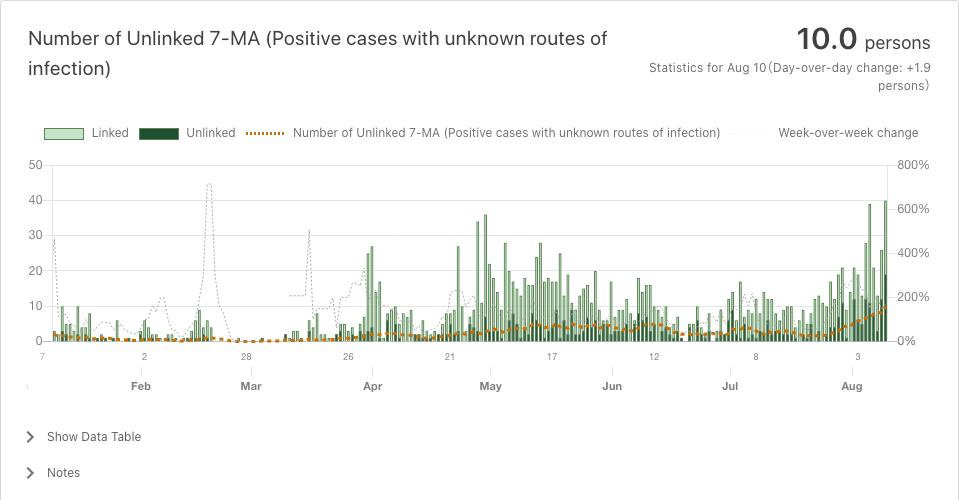 Number of Unlinked 7-MA (Positive cases with unknown routes of
infection)
10.0 persons
Statistics for Aug 10(Day-over-day change: +1.9
persons)
Linked Unlinked Number of Unlinked 7-MA (Positive cases with unknown routes of infection) Week-over-week change
50 800%
40 600%
30 400%
20
10 200%
0 0%
7 2 28 26 21 17 12 8 3
Feb Mar Apr May Jun Jul Aug
Show Data Table
Notes